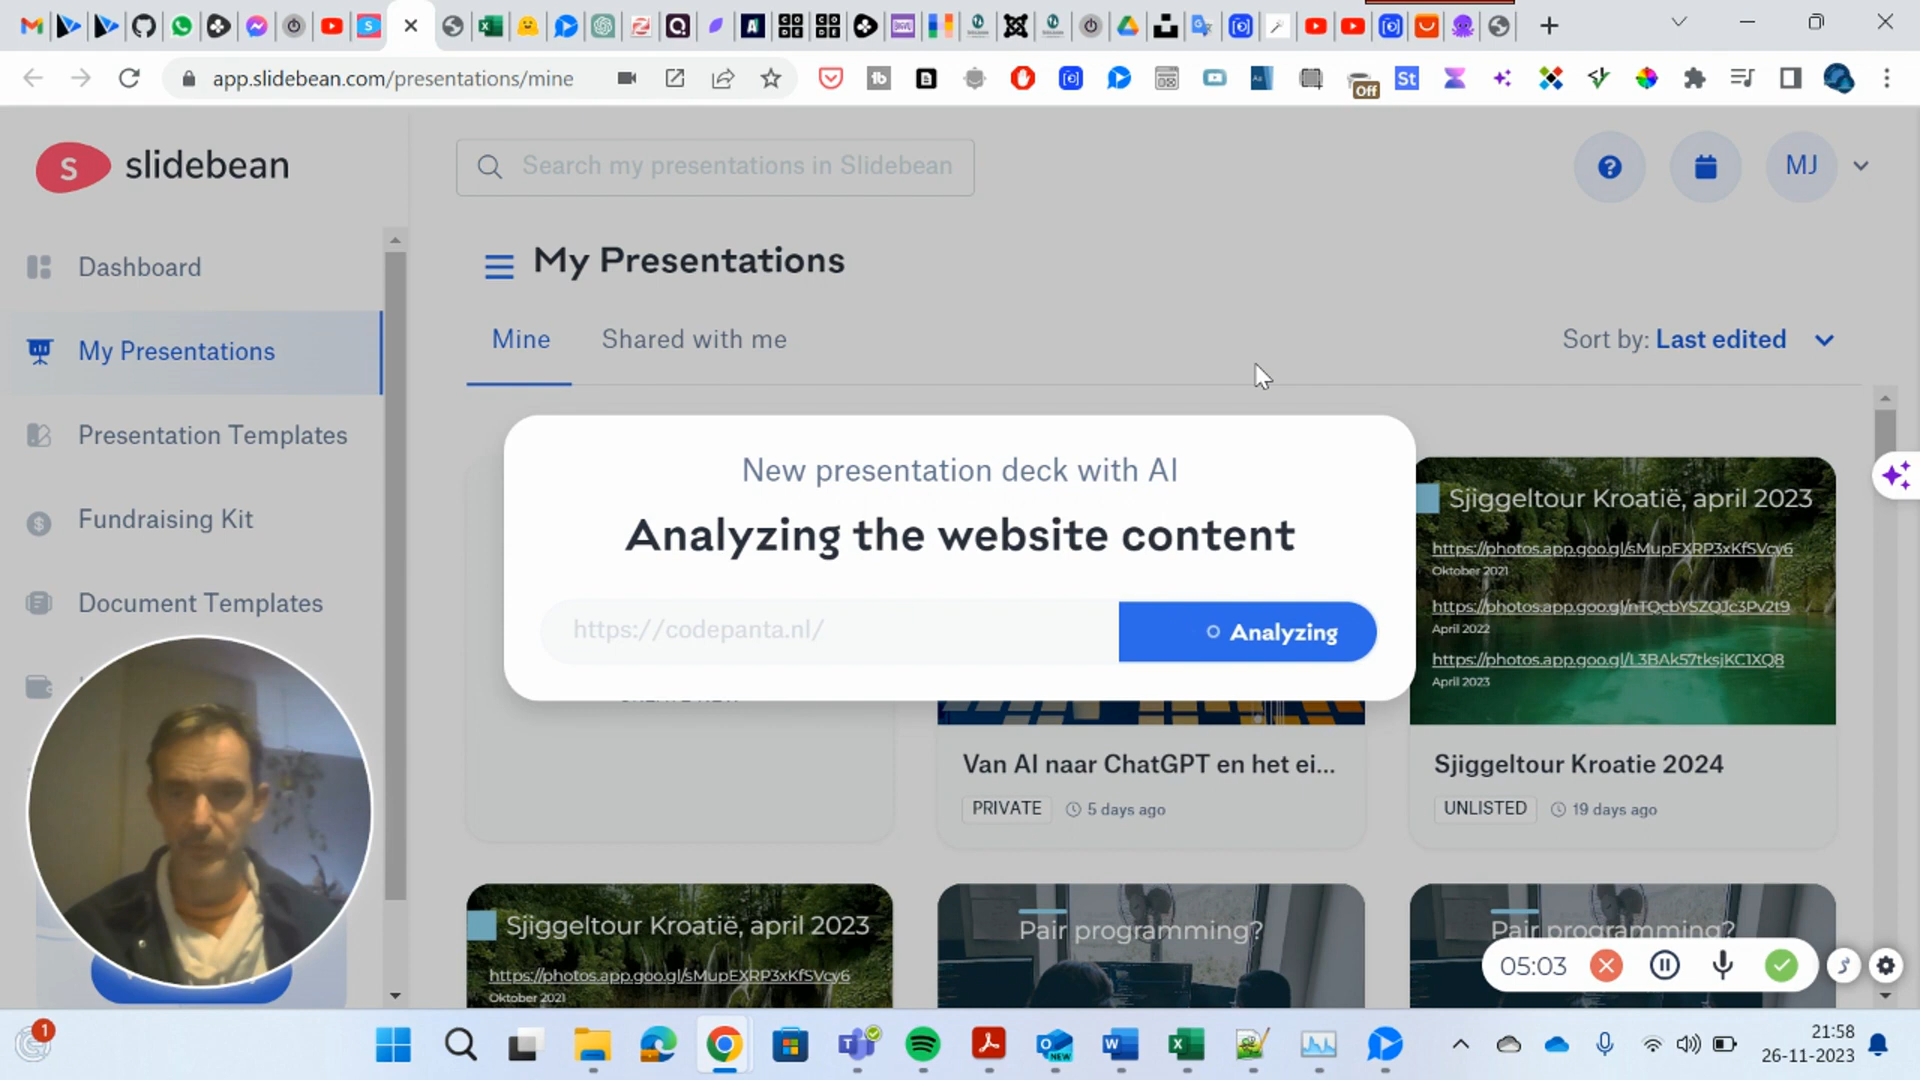 app.slidebean.com/presentations/mine
Off
St
S
slidebean
Search my presentations in Slidebean
?
MJ
Dashboard
My Presentations
Presentation Templates
Fundraising Kit
Document Templates
My Presentations
Mine
Shared with me
Sort by: Last edited
New presentation deck with AI
Analyzing the website content
https://codepanta.nl/
Analyzing
Van AI naar ChatGPT en het ei...
PRIVATE
5 days ago
Sjiggeltour Kroatië, april 2023
https://photos.app.goo.gl/sMupEXRP3xKfSVcy6
Oktober 2021
https://photos.app.goo.gl/nTQcbYSZQJc3Pv2t9
April 2022
https://photos.app.goo.gl/L3BAk57tksjKC1XQ8
April 2023
Sjiggeltour Kroatie 2024
UNLISTED
19 days ago
Sjiggeltour Kroatië, april 2023
https://photos.app.goo.gl/sMupEXRP3xKfSVcy6
Oktober 2021
Pair programming?
Pair programming?
05:03
1
21:58
26-11-2023